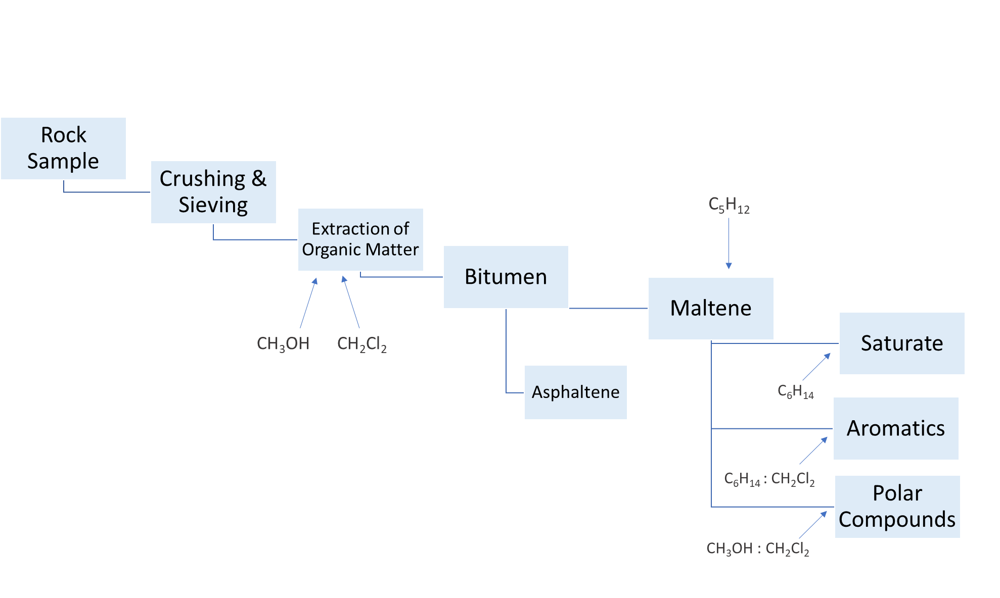 Rock
Sample
Crushing &
Sieving
Extraction of
Organic Matter
CH₃OH
CH₂Cl₂
Bitumen
Asphaltene
C₅H₁₂
Maltene
Saturate
C₆H₁₄
Aromatics
C₆H₁₄ : CH₂Cl₂
Polar
Compounds
CH₃OH : CH₂Cl₂